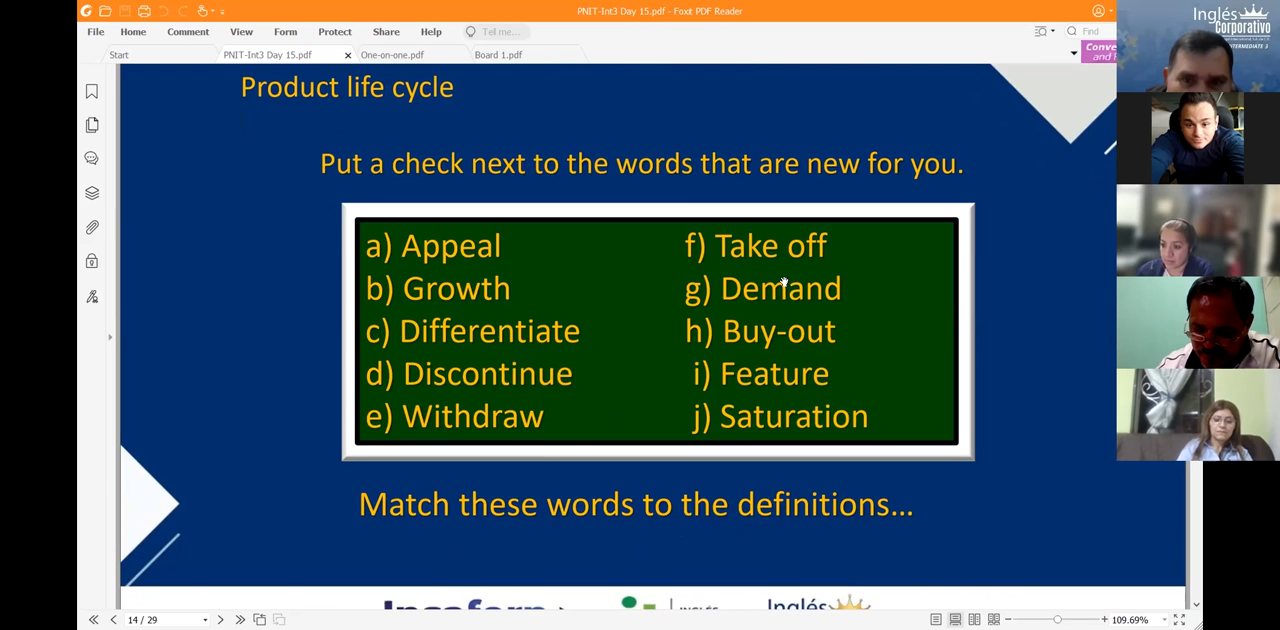 PNIT-Int3 Day 15.pdf - Foxit PDF Reader
File Home Comment View Form Protect Share Help Tell me... Find
Start PNIT-Int3 Day 15.pdf One-on-one.pdf Board 1.pdf
Conve
and
Inglés
Corporativo
INTERMEDIATE 3
Product life cycle
Put a check next to the words that are new for you.
a) Appeal
b) Growth
c) Differentiate
d) Discontinue
e) Withdraw
f) Take off
g) Demand
h) Buy-out
i) Feature
j) Saturation
Match these words to the definitions...
INGLÉS
Inglés
14 / 29
109.69%